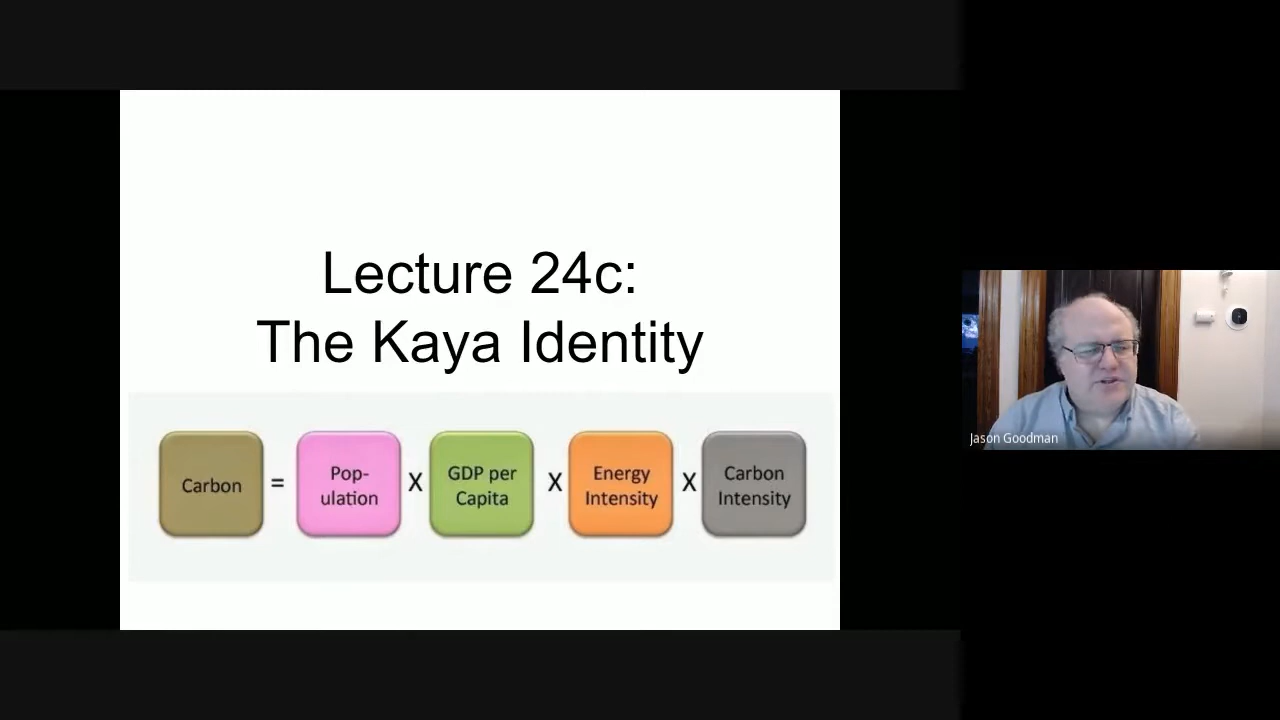 Lecture 24c:
The Kaya Identity
Carbon = Pop-ulation X GDP per Capita X Energy Intensity X Carbon Intensity
Jason Goodman